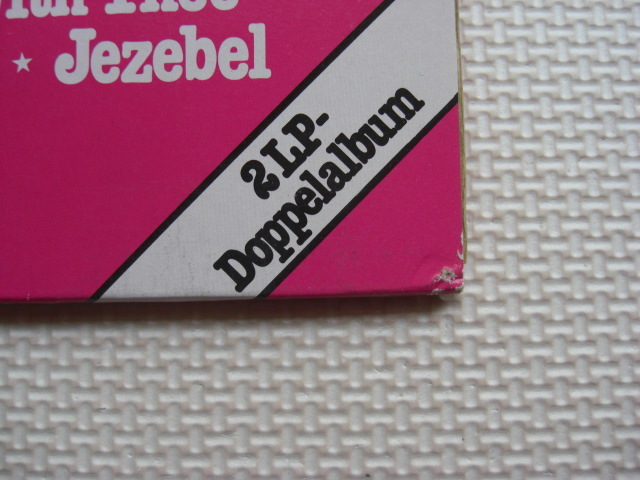 ★ Jezebel
2 LP-
Doppelalbum